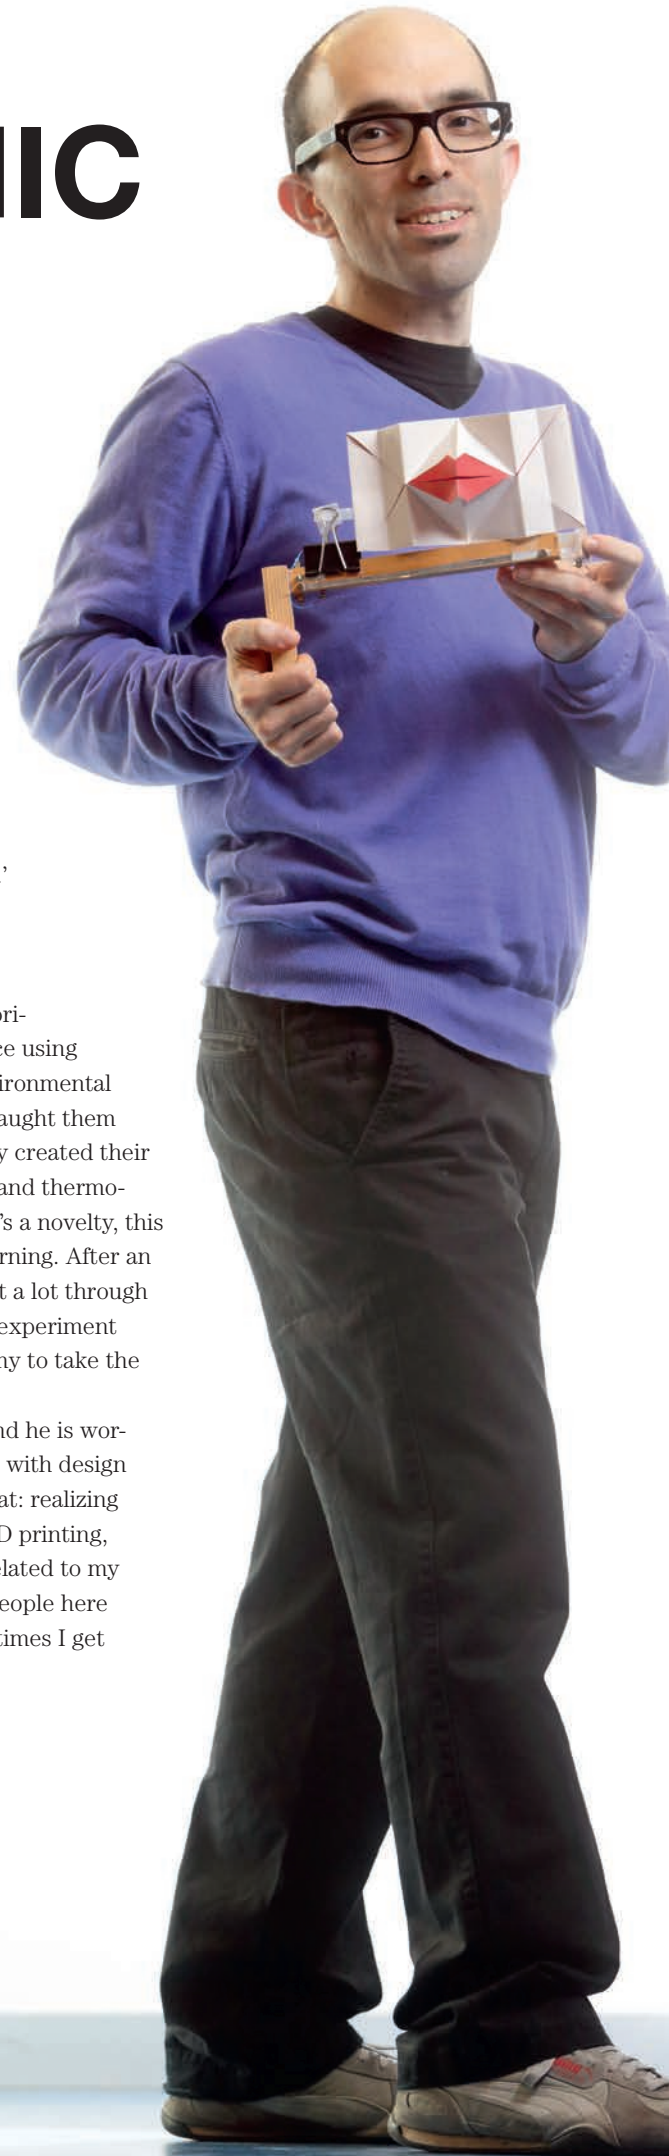 IC
,
ori-
ce using
ironmental
aught them
y created their
and thermo-
's a novelty, this
rning. After an
t a lot through
experiment
ny to take the
nd he is wor-
with design
at: realizing
D printing,
elated to my
eople here
times I get